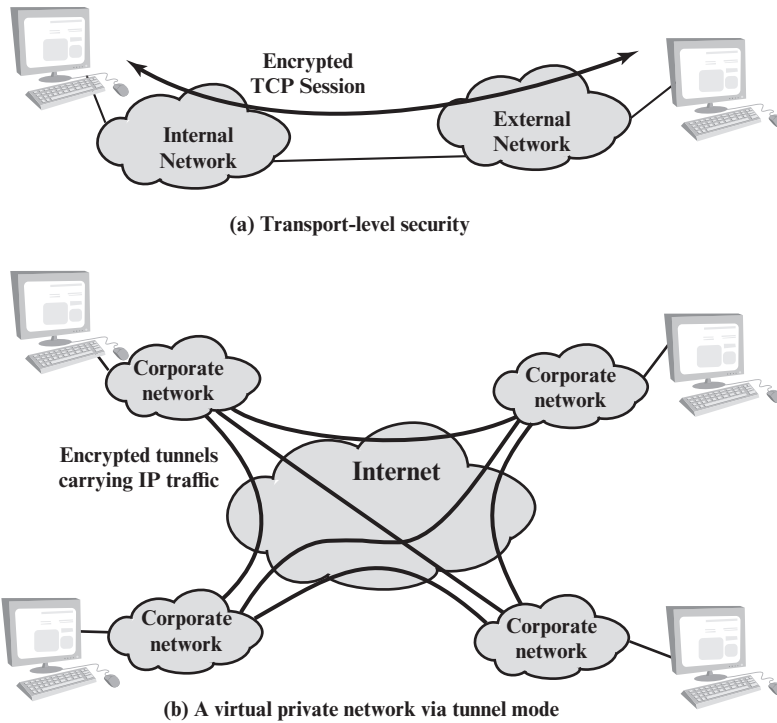 Encrypted
TCP Session
Internal
Network
External
Network
(a) Transport-level security
Corporate
network
Corporate
network
Encrypted tunnels
carrying IP traffic
Internet
Corporate
network
Corporate
network
(b) A virtual private network via tunnel mode